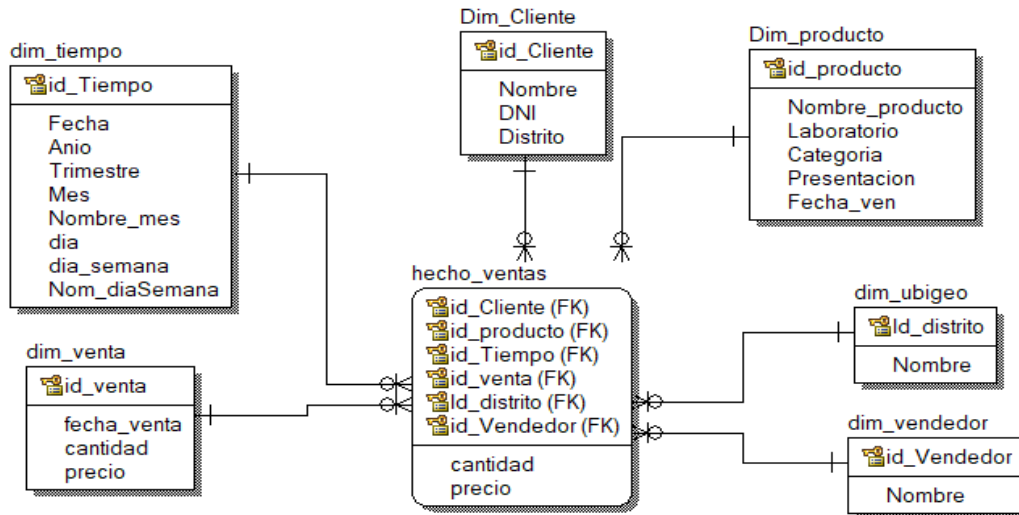 dim_tiempo
id_Tiempo
Fecha
Anio
Trimestre
Mes
Nombre_mes
dia
dia_semana
Nom_diaSemana
Dim_Cliente
id_Cliente
Nombre
DNI
Distrito
Dim_producto
id_producto
Nombre_producto
Laboratorio
Categoria
Presentacion
Fecha_ven
dim_venta
id_venta
fecha_venta
cantidad
precio
hecho_ventas
id_Cliente (FK)
id_producto (FK)
id_Tiempo (FK)
id_venta (FK)
Id_distrito (FK)
id_Vendedor (FK)
cantidad
precio
dim_ubigeo
Id_distrito
Nombre
dim_vendedor
id_Vendedor
Nombre